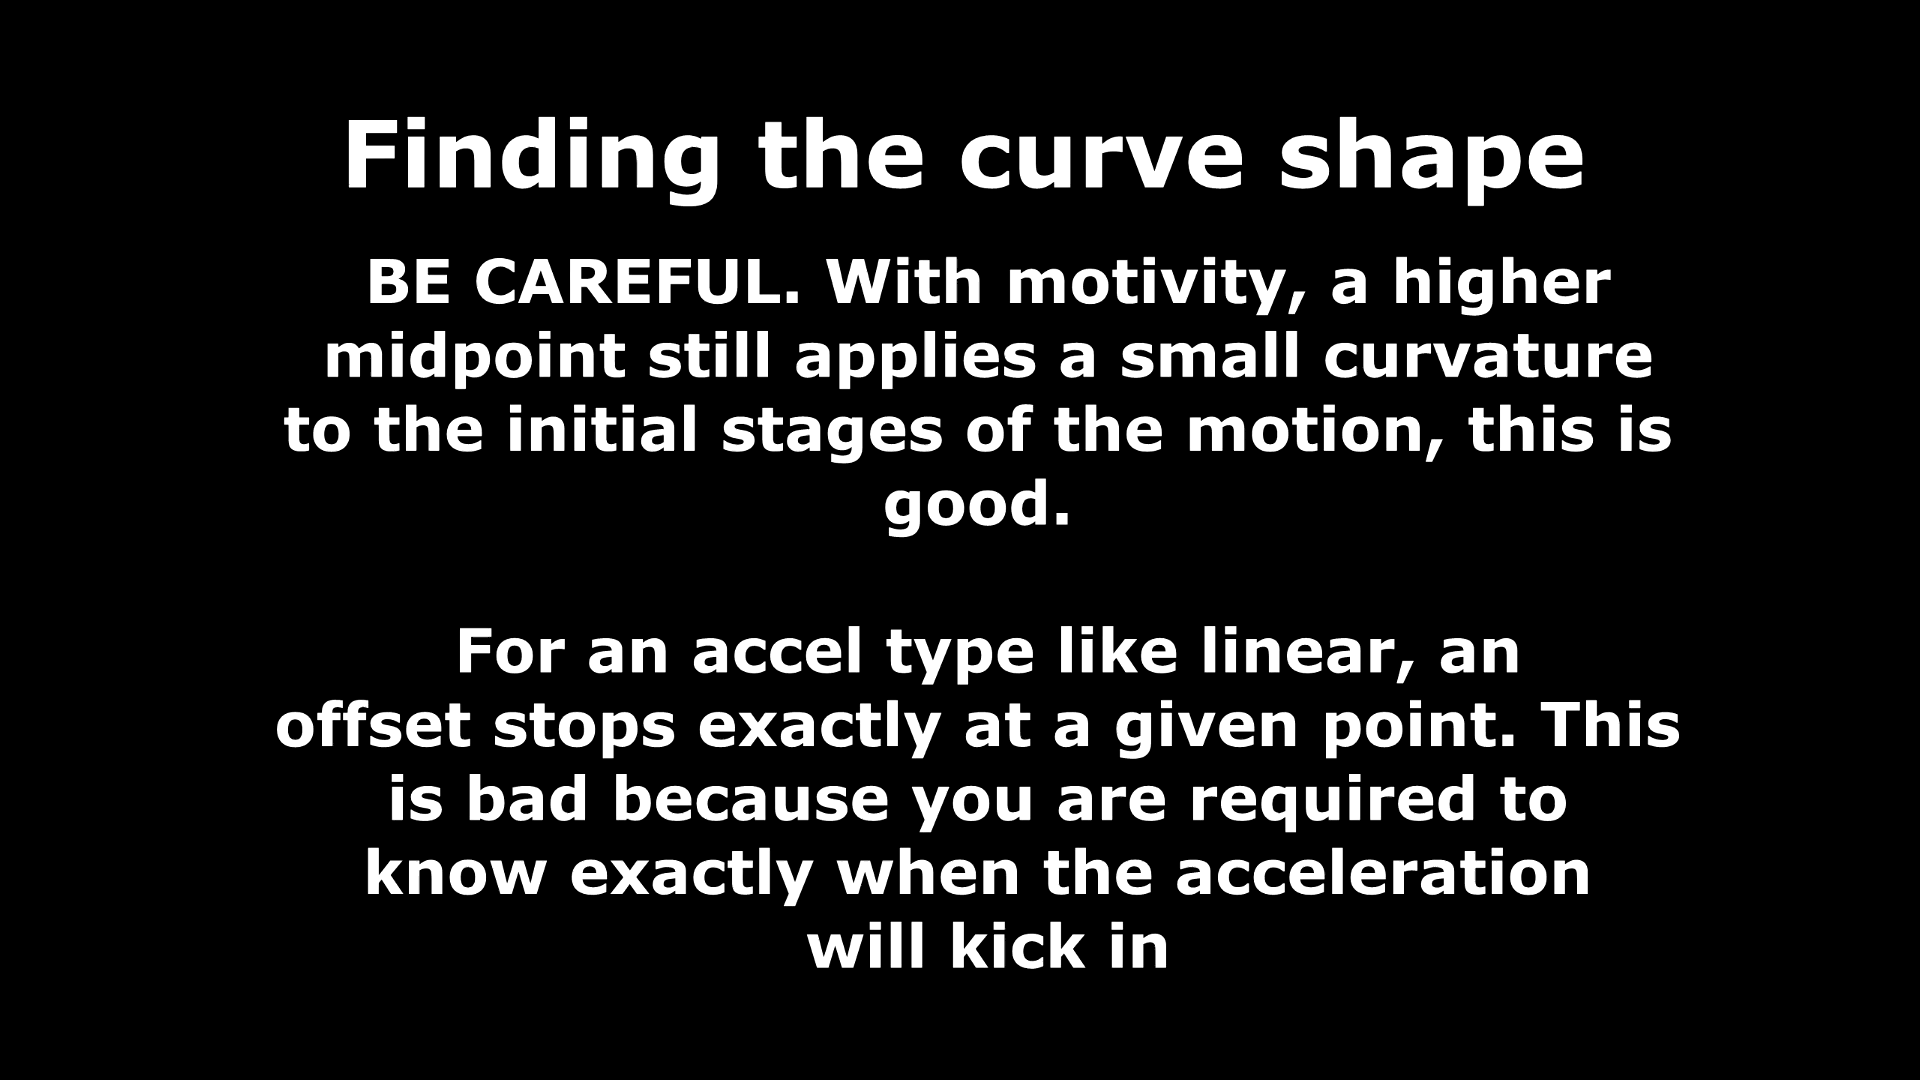 Finding the curve shape
BE CAREFUL. With motivity, a higher
midpoint still applies a small curvature
to the initial stages of the motion, this is
good.
For an accel type like linear, an
offset stops exactly at a given point. This
is bad because you are required to
know exactly when the acceleration
will kick in